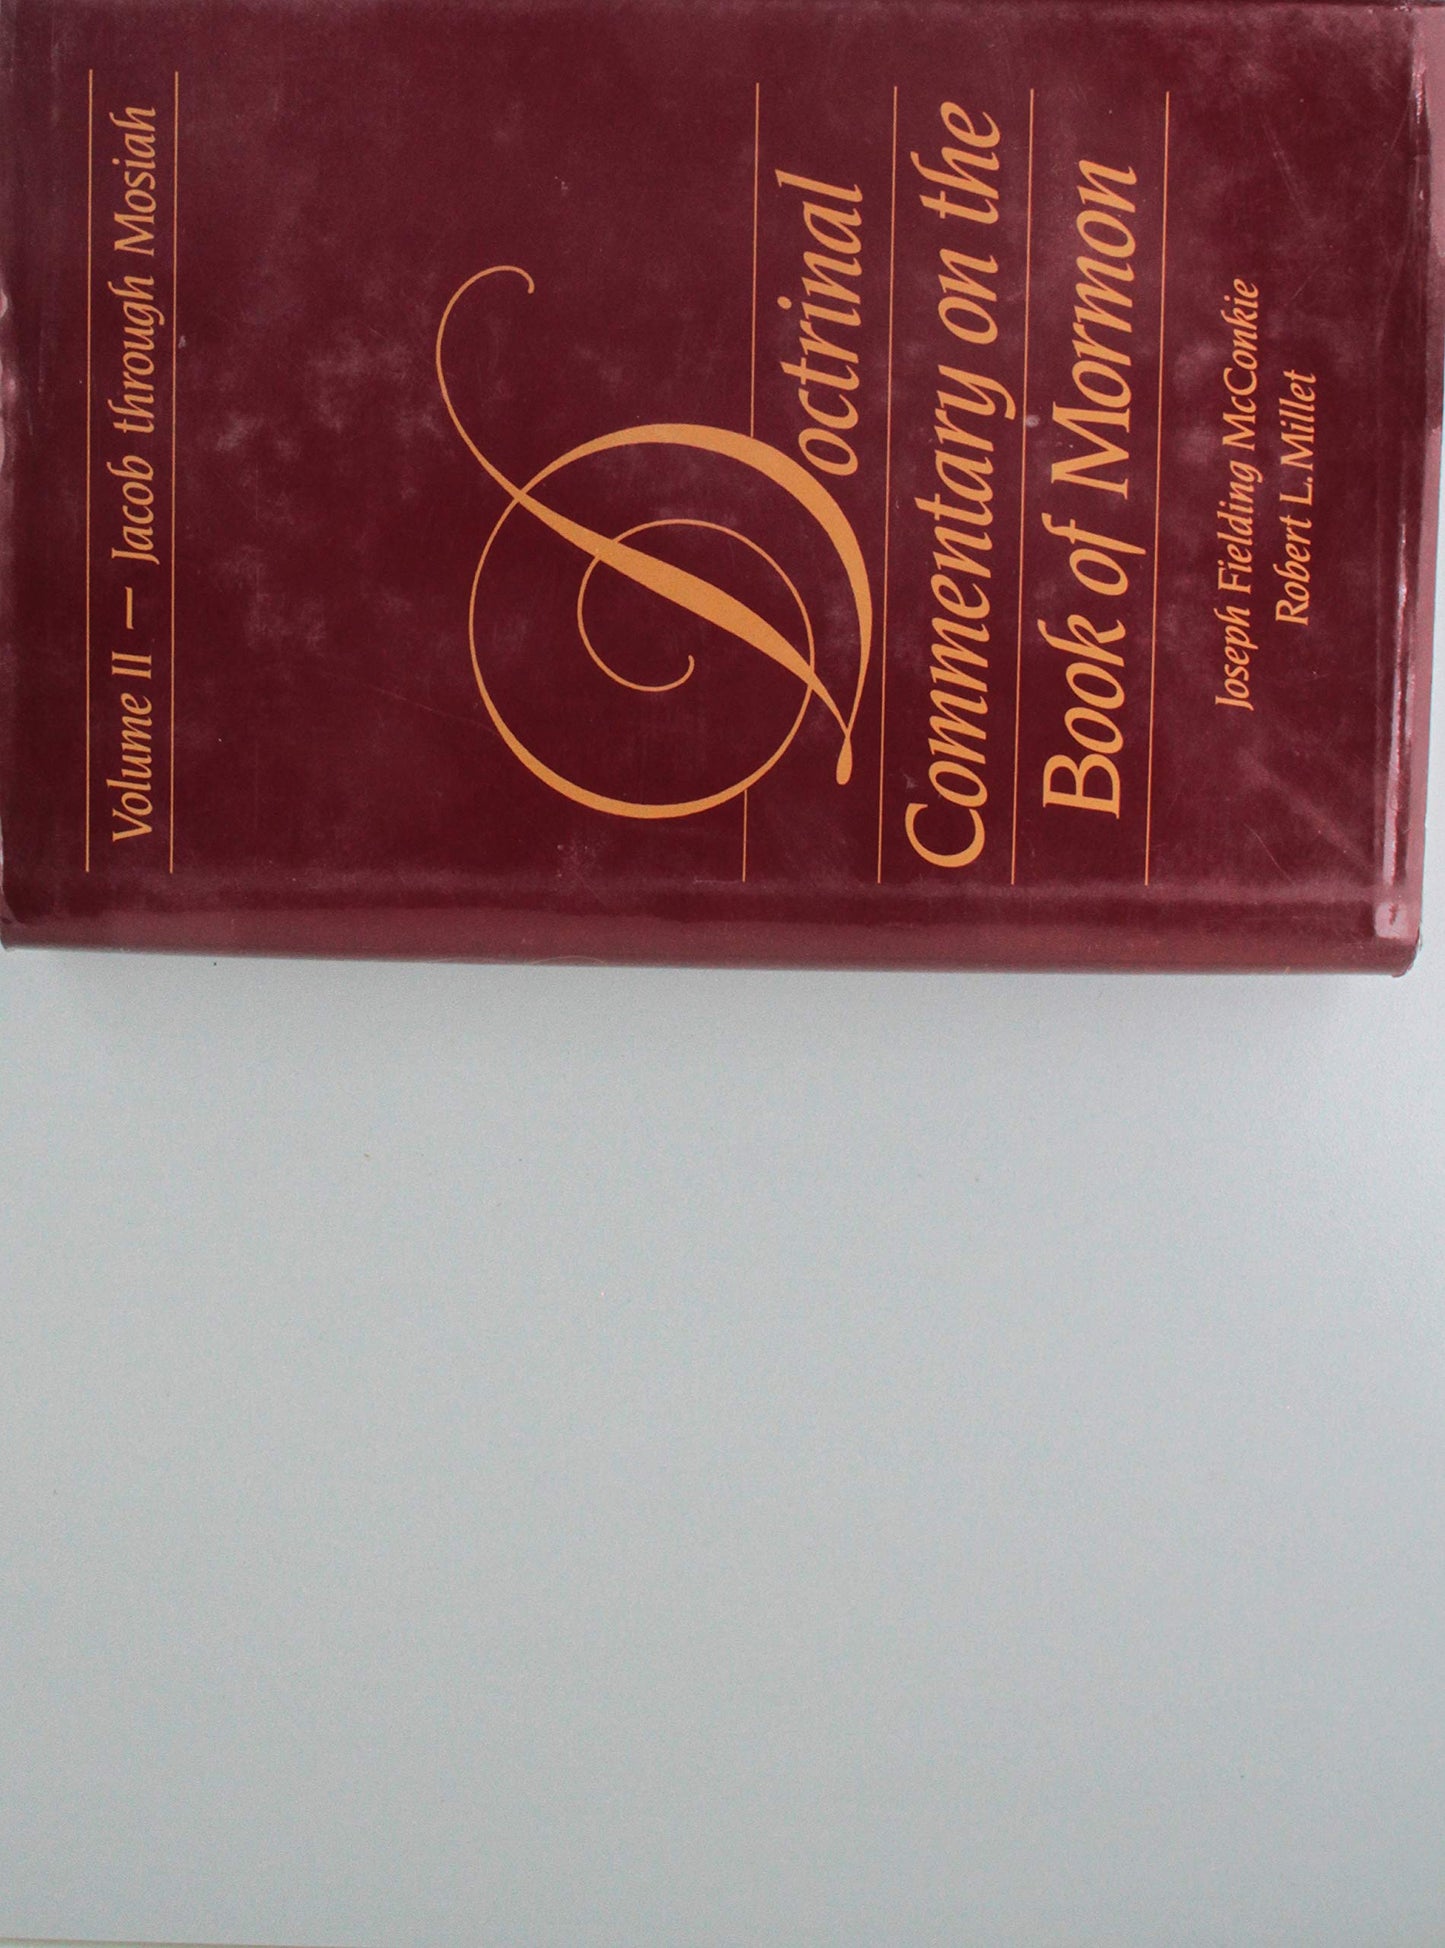 Volume II — Jacob through Mosiah
Doctrinal
Commentary on the
Book of Mormon
Joseph Fielding McConkie
Robert L. Millet